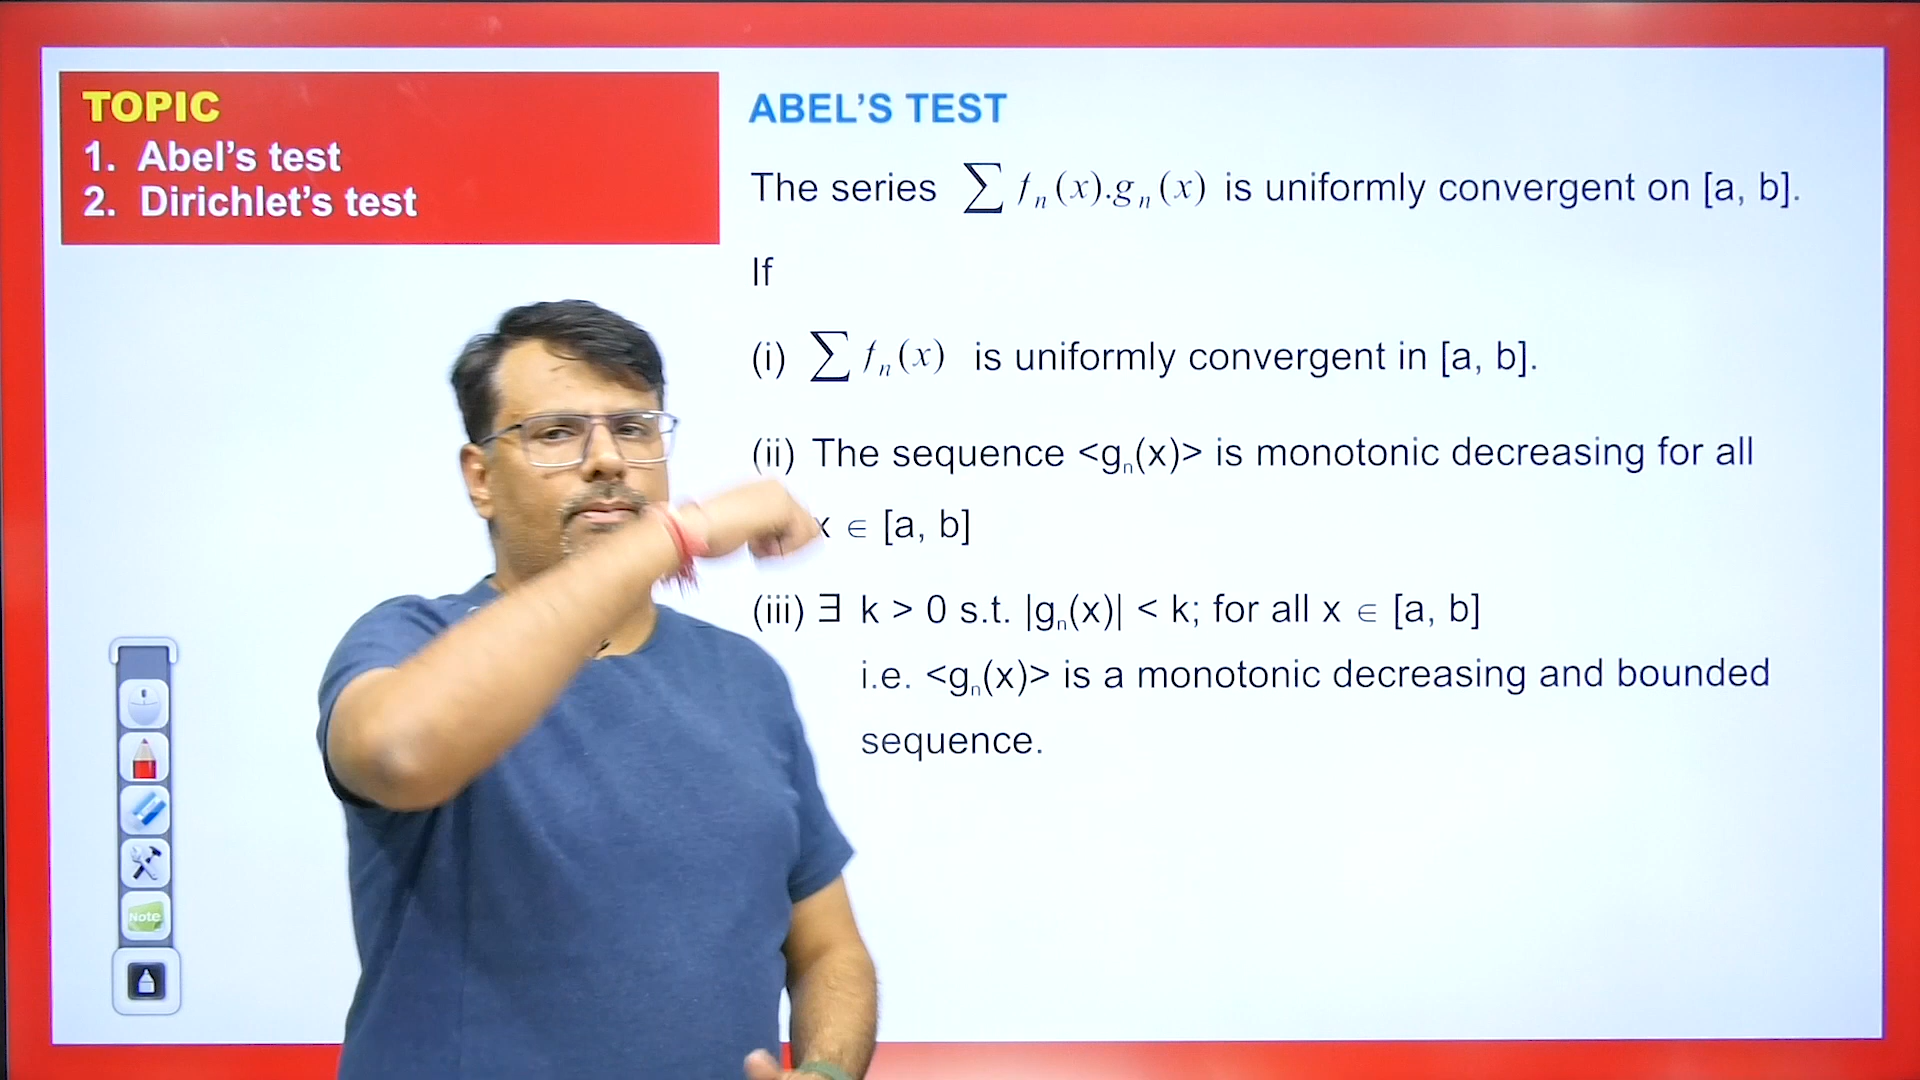 TOPIC
1. Abel's test
2. Dirichlet's test
ABEL'S TEST
The series ∑ fₙ(x).gₙ(x) is uniformly convergent on [a, b].
If
(i) ∑ fₙ(x) is uniformly convergent in [a, b].
(ii) The sequence <gₙ(x)> is monotonic decreasing for all
x ∈ [a, b]
(iii) ∃ k > 0 s.t. |gₙ(x)| < k; for all x ∈ [a, b]
i.e. <gₙ(x)> is a monotonic decreasing and bounded
sequence.
Note